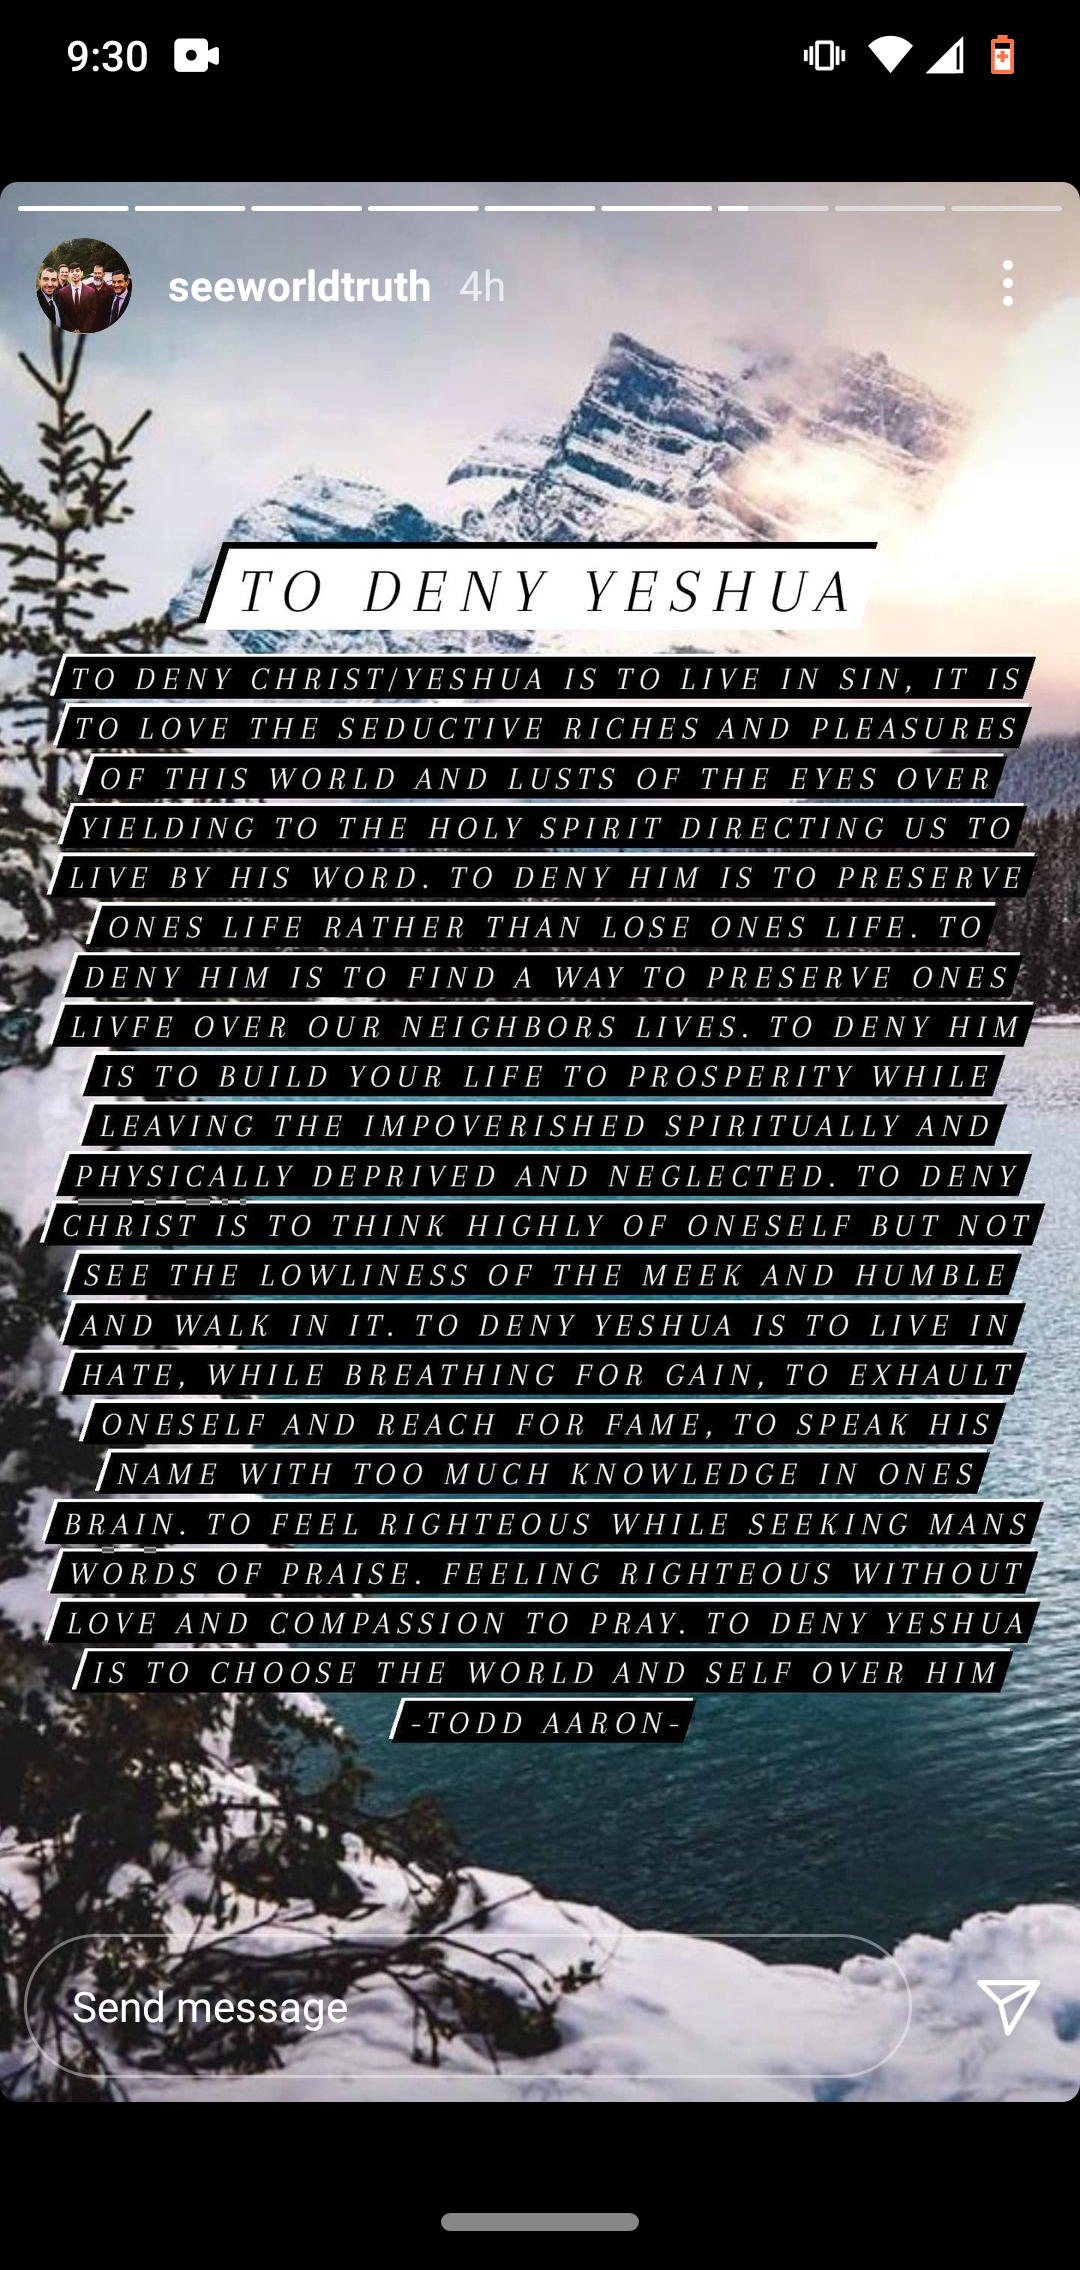 9:30
seeworldtruth 4h
TO DENY YESHUA
TO DENY CHRIST/YESHUA IS TO LIVE IN SIN, IT IS
TO LOVE THE SEDUCTIVE RICHES AND PLEASURES
OF THIS WORLD AND LUSTS OF THE EYES OVER
YIELDING TO THE HOLY SPIRIT DIRECTING US TO
LIVE BY HIS WORD. TO DENY HIM IS TO PRESERVE
ONES LIFE RATHER THAN LOSE ONES LIFE. TO
DENY HIM IS TO FIND A WAY TO PRESERVE ONES
LIVFE OVER OUR NEIGHBORS LIVES. TO DENY HIM
IS TO BUILD YOUR LIFE TO PROSPERITY WHILE
LEAVING THE IMPOVERISHED SPIRITUALLY AND
PHYSICALLY DEPRIVED AND NEGLECTED. TO DENY
CHRIST IS TO THINK HIGHLY OF ONESELF BUT NOT
SEE THE LOWLINESS OF THE MEEK AND HUMBLE
AND WALK IN IT. TO DENY YESHUA IS TO LIVE IN
HATE, WHILE BREATHING FOR GAIN, TO EXHAULT
ONESELF AND REACH FOR FAME, TO SPEAK HIS
NAME WITH TOO MUCH KNOWLEDGE IN ONES
BRAIN. TO FEEL RIGHTEOUS WHILE SEEKING MANS
WORDS OF PRAISE. FEELING RIGHTEOUS WITHOUT
LOVE AND COMPASSION TO PRAY. TO DENY YESHUA
IS TO CHOOSE THE WORLD AND SELF OVER HIM
-TODD AARON-
Send message